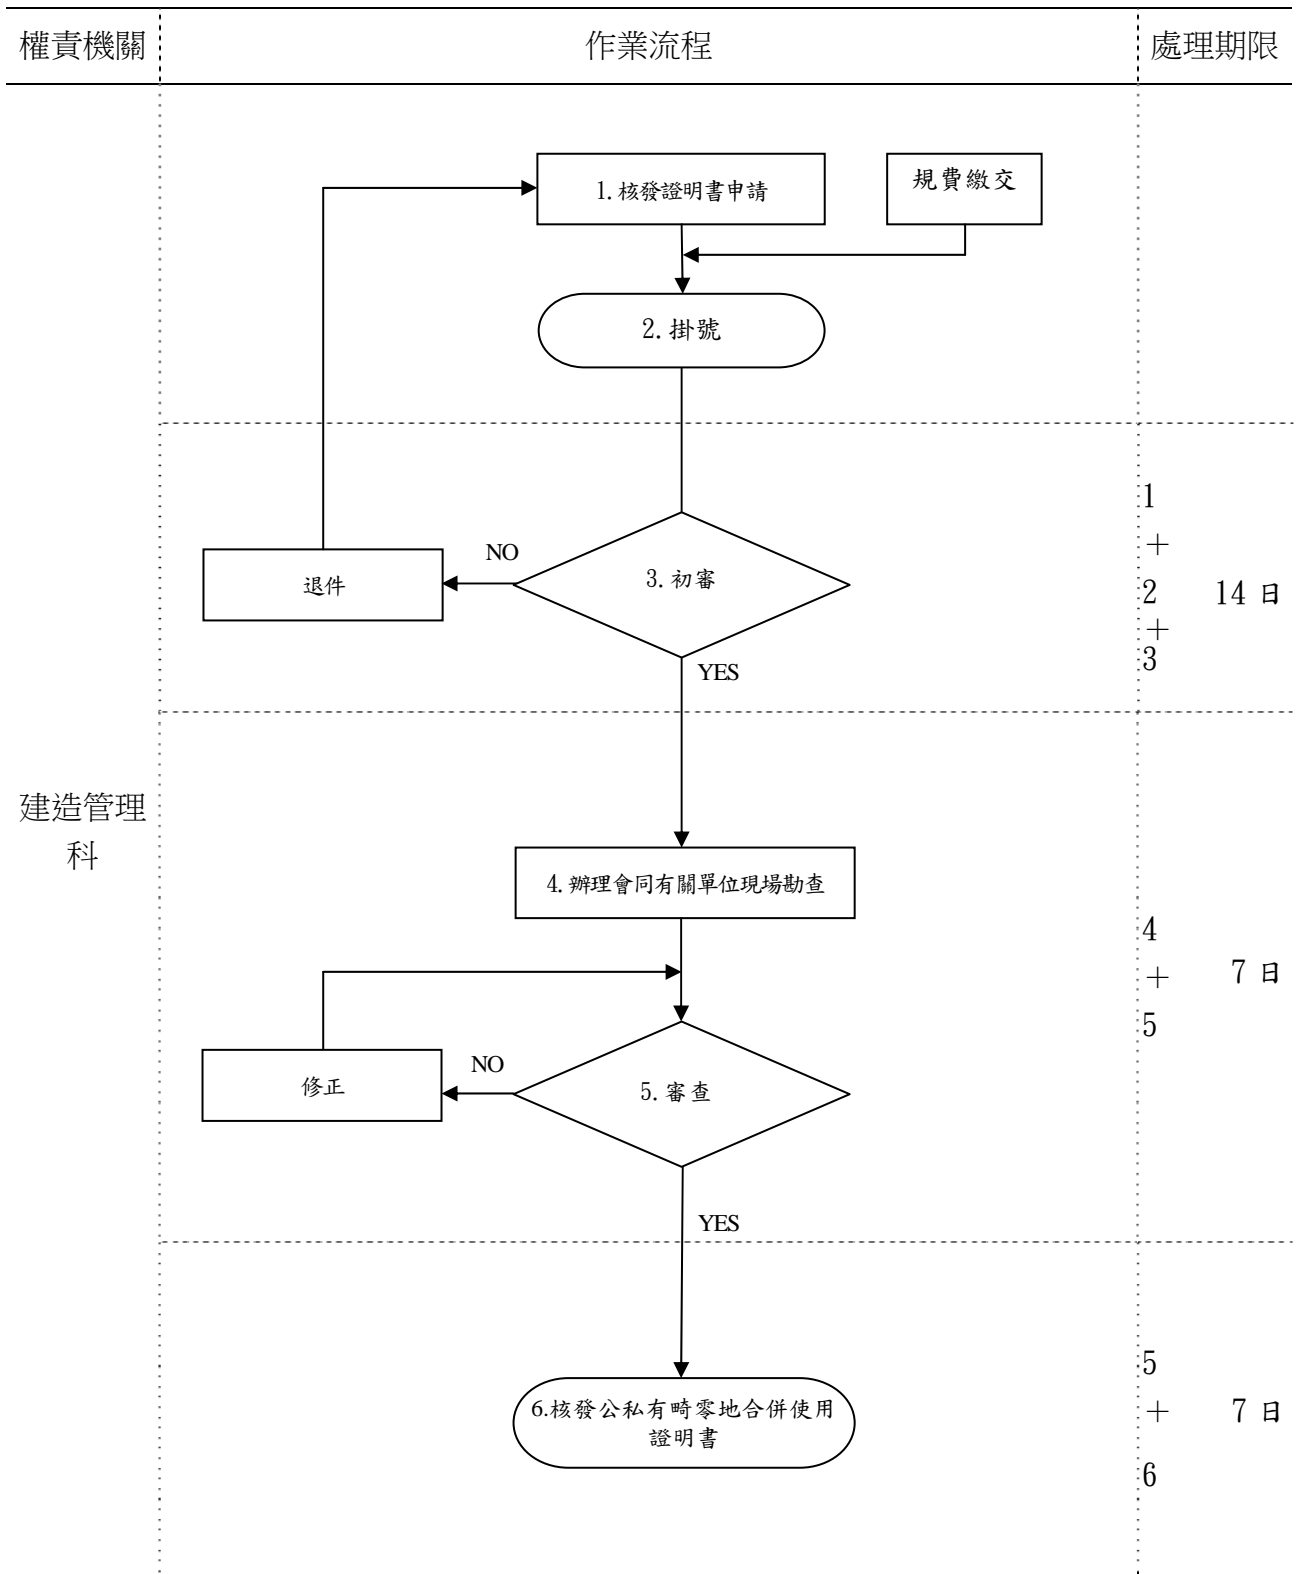 權責機關
作業流程
處理期限
1.核發證明書申請
規費繳交
2.掛號
1
+
2
+
3
14 日
NO
3.初審
退件
YES
建造管理
科
4.辦理會同有關單位現場勘查
4
+
5
7 日
NO
5.審查
修正
YES
5
+
6
7 日
6.核發公私有畸零地合併使用
證明書